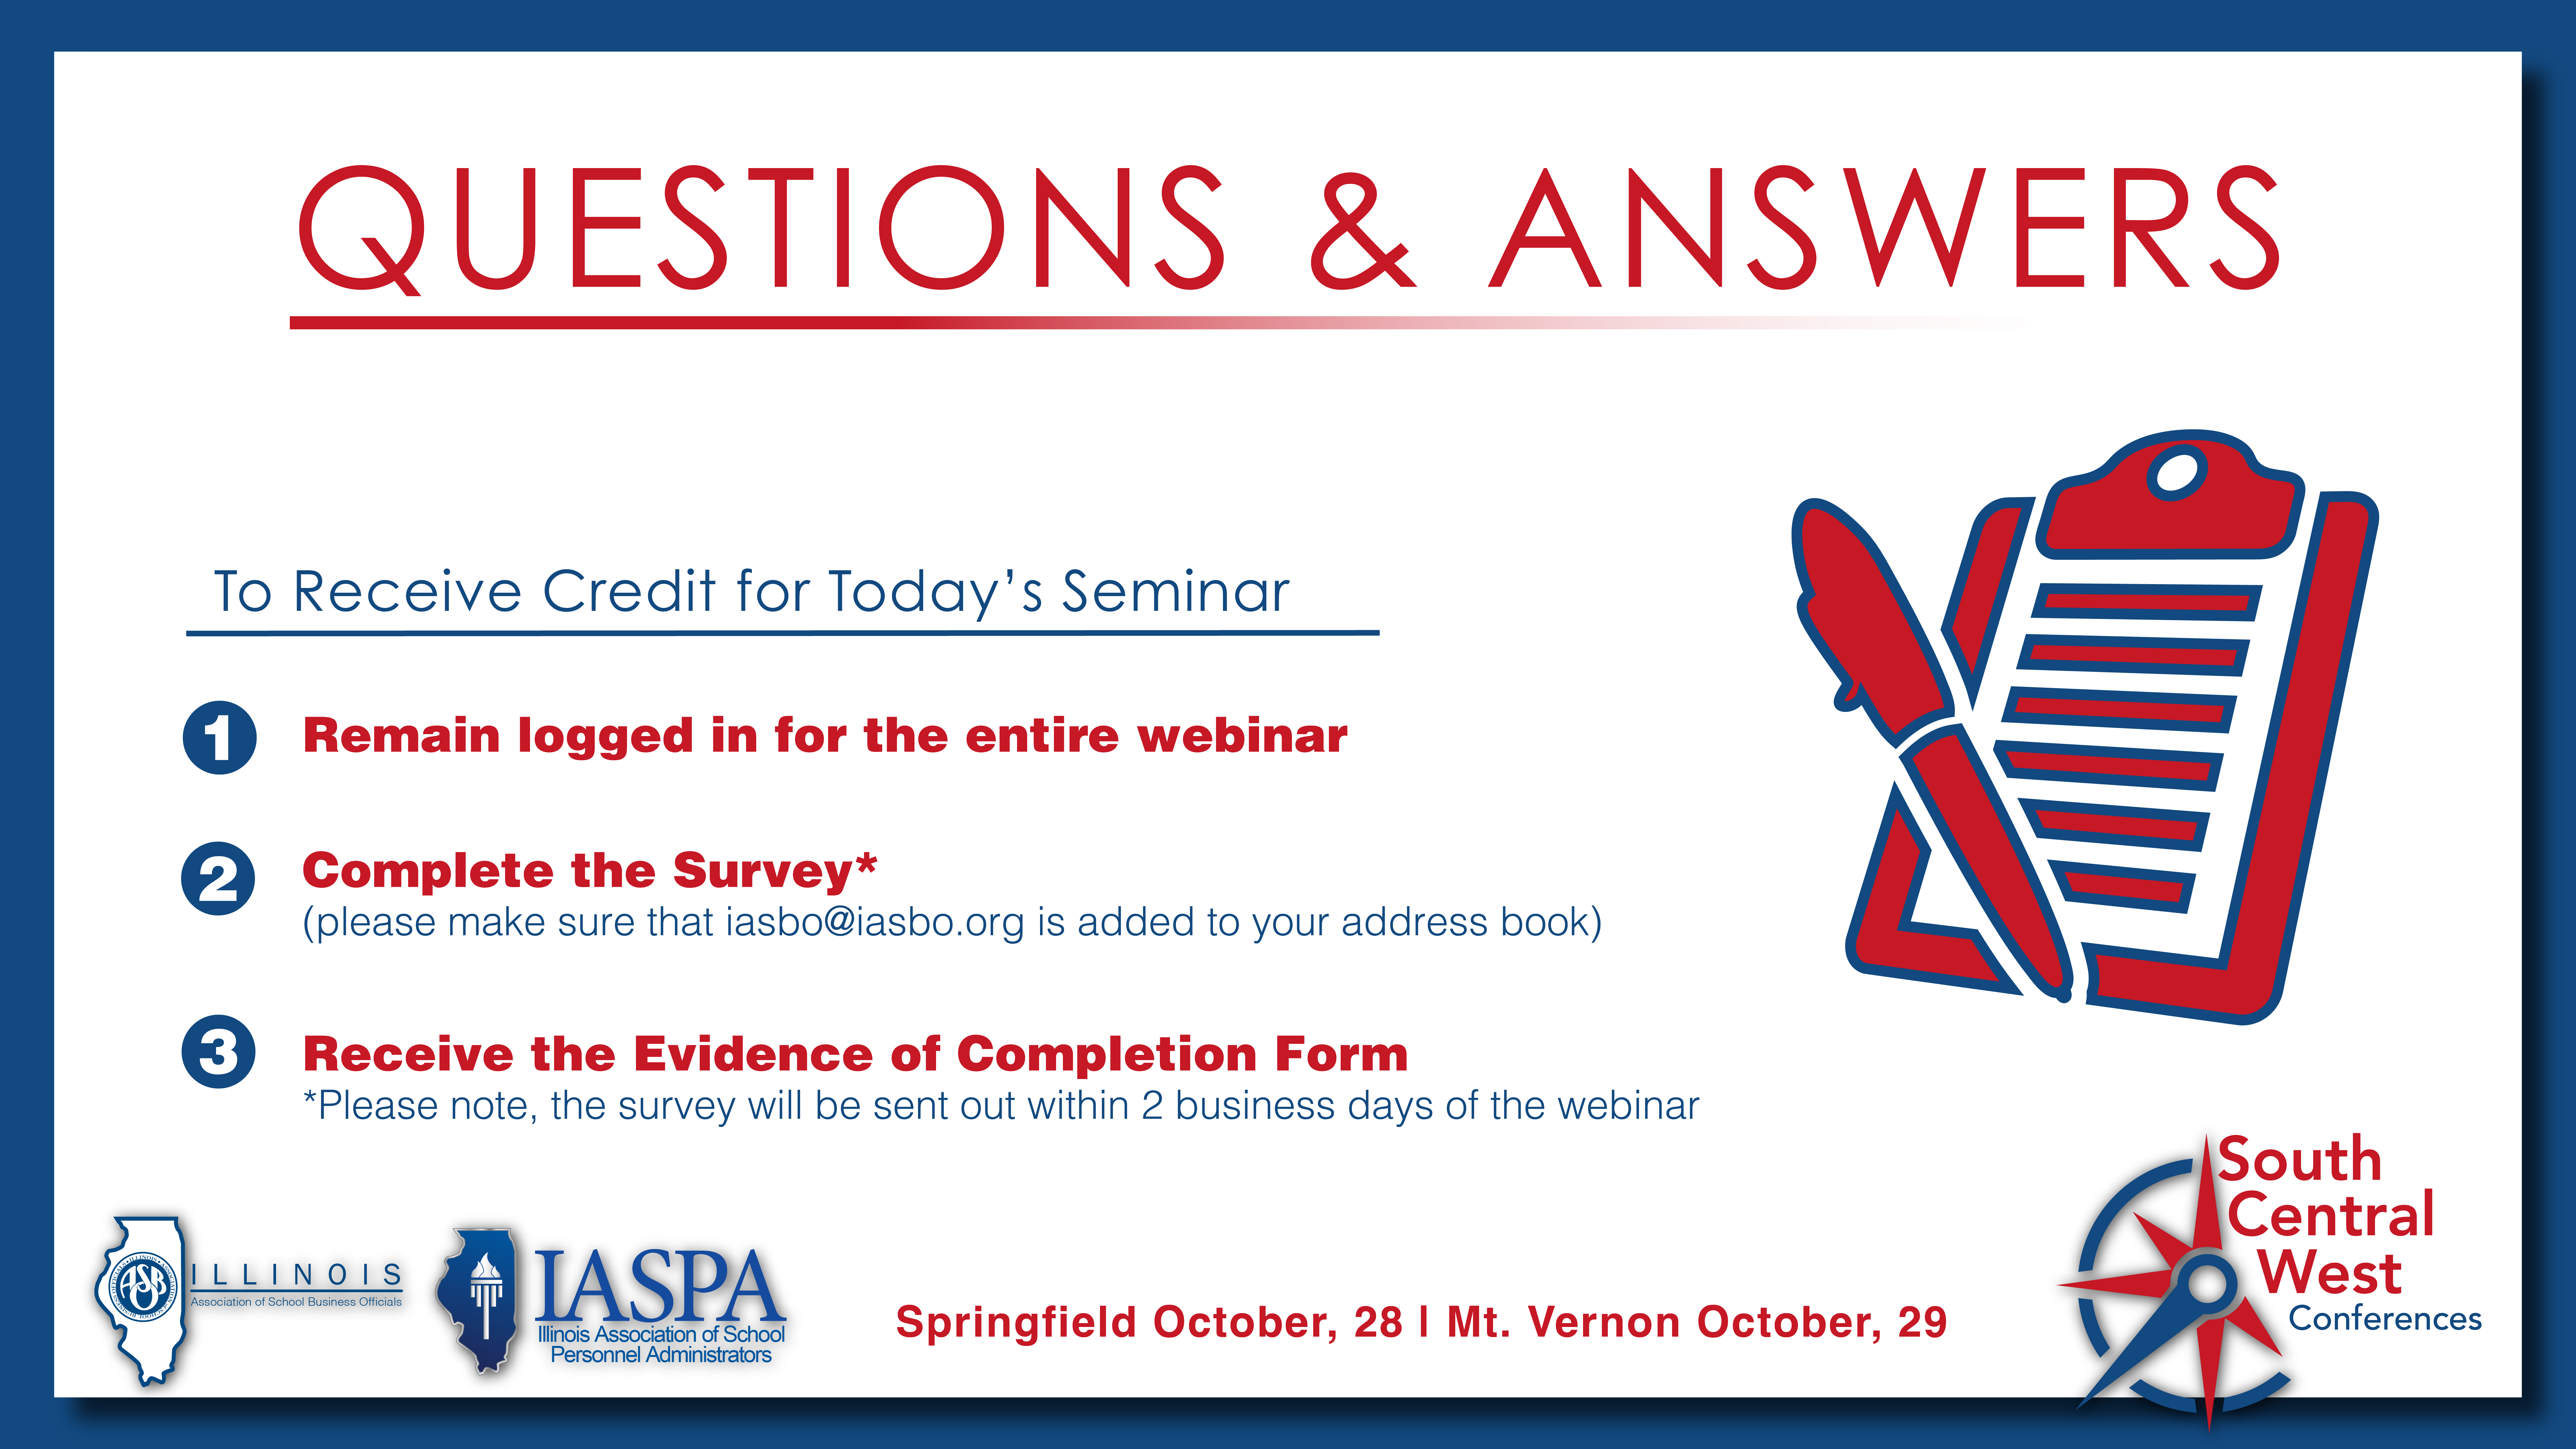 QUESTIONS & ANSWERS
To Receive Credit for Today's Seminar
1 Remain logged in for the entire webinar
2 Complete the Survey*
(please make sure that iasbo@iasbo.org is added to your address book)
3 Receive the Evidence of Completion Form
*Please note, the survey will be sent out within 2 business days of the webinar
ASBO
ILLINOIS
Association of School Business Officials
IASPA
Illinois Association of School
Personnel Administrators
Springfield October, 28 | Mt. Vernon October, 29
South
Central
West
Conferences